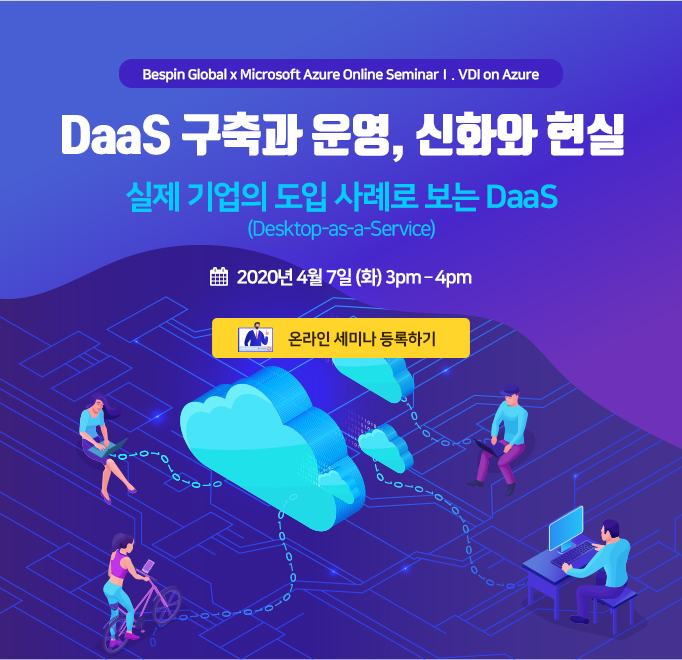 Bespin Global x Microsoft Azure Online Seminar I . VDI on Azure
DaaS 구축과 운영, 신화와 현실
실제 기업의 도입 사례로 보는 DaaS
(Desktop-as-a-Service)
2020년 4월 7일 (화) 3pm – 4pm
온라인 세미나 등록하기